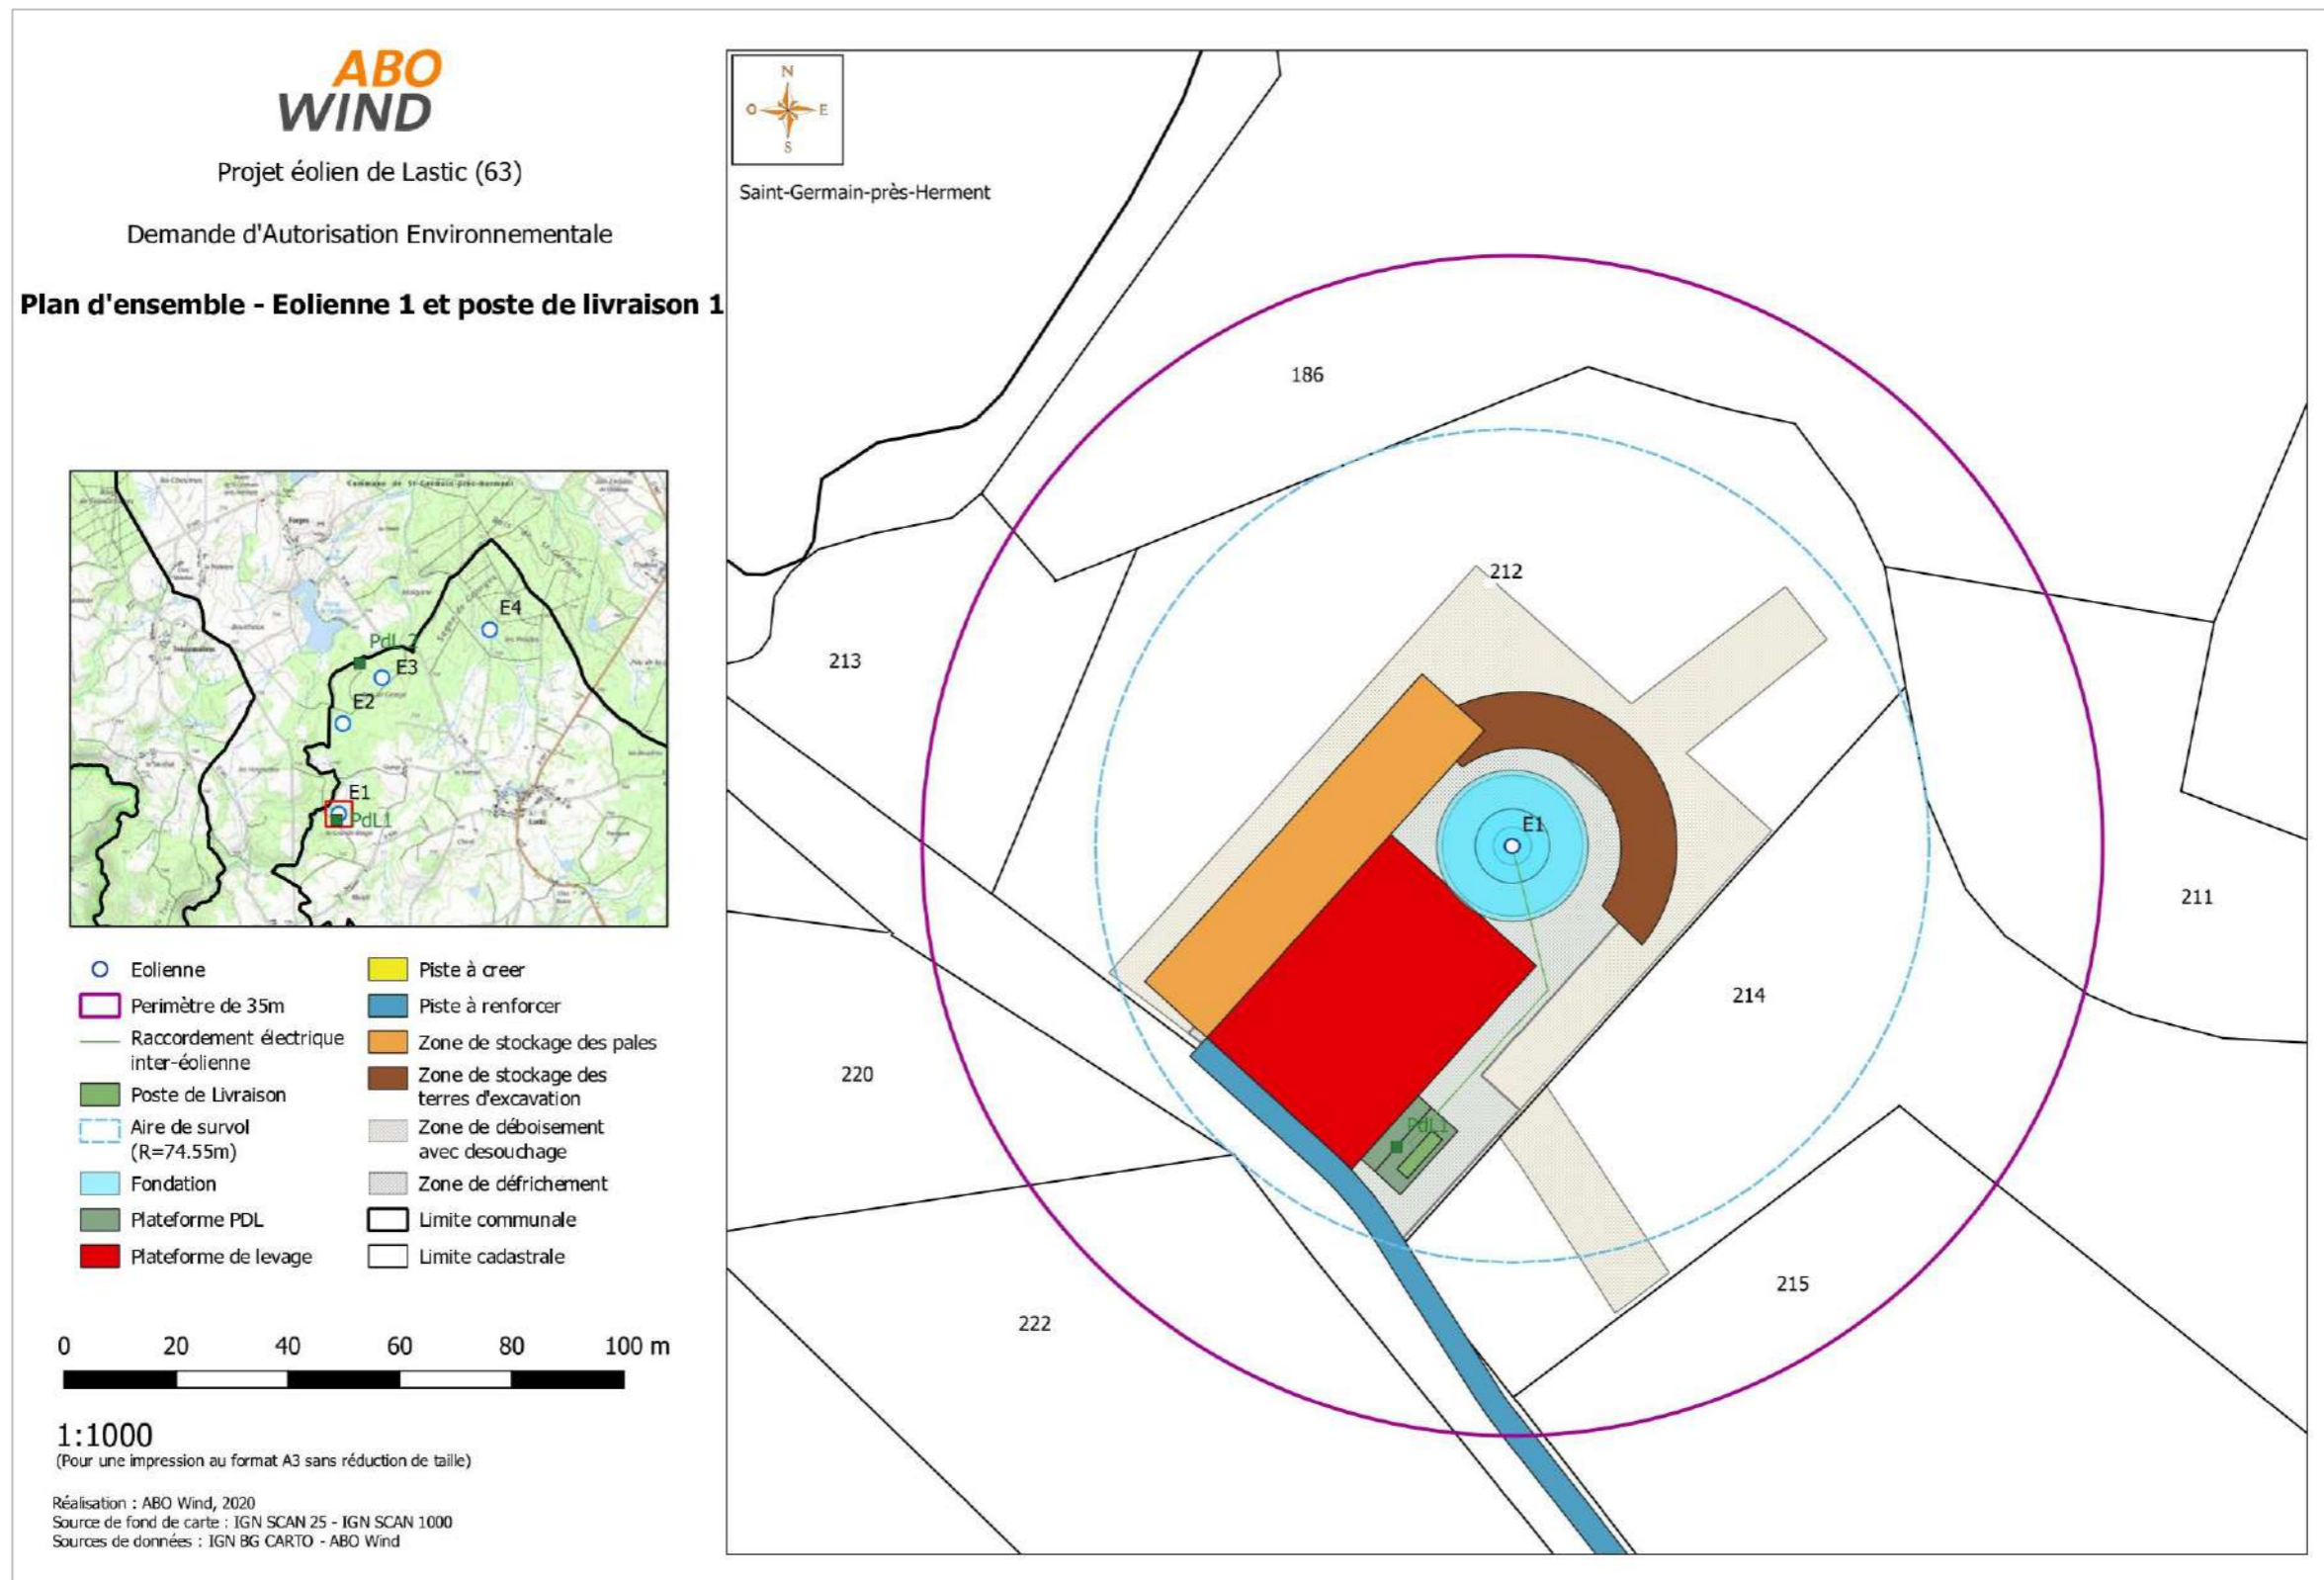 ABO
WIND
Projet éolien de Lastic (63)
Demande d'Autorisation Environnementale
Plan d'ensemble - Eolienne 1 et poste de livraison 1
E4
PdL2
E3
E2
E1
PdL1
Eolienne
Perimètre de 35m
Raccordement électrique
inter-éolienne
Poste de Livraison
Aire de survol
(R=74.55m)
Fondation
Plateforme PDL
Plateforme de levage
Piste à creer
Piste à renforcer
Zone de stockage des pales
Zone de stockage des
terres d'excavation
Zone de déboisement
avec desouchage
Zone de défrichement
Limite communale
Limite cadastrale
0 20 40 60 80 100 m
1:1000
(Pour une impression au format A3 sans réduction de taille)
Réalisation : ABO Wind, 2020
Source de fond de carte : IGN SCAN 25 - IGN SCAN 1000
Sources de données : IGN BG CARTO - ABO Wind
N
O E
S
Saint-Germain-près-Herment
186
212
213
E1
211
214
220
PdL1
215
222